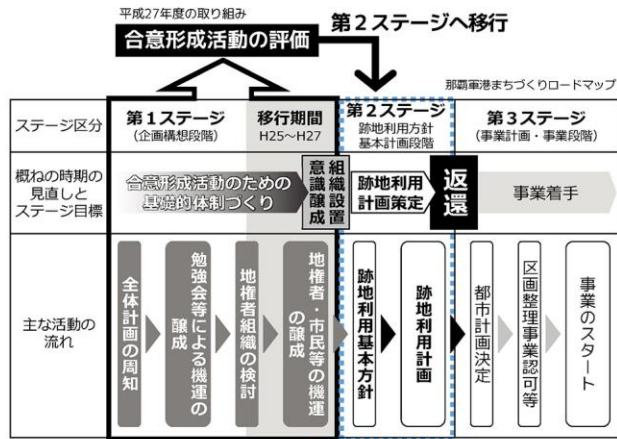 平成27年度の取り組み
合意形成活動の評価
第2ステージへ移行
那覇軍港まちづくりロードマップ
ステージ区分
第1ステージ
(企画構想段階)
移行期間
H25~H27
第2ステージ
跡地利用方針
基本計画段階
第3ステージ
(事業計画・事業段階)
概ねの時期の
見直しと
ステージ目標
合意形成活動のための
基礎的体制づくり
組織設置
意識醸成
跡地利用
計画策定
返還
事業着手
主な活動の
流れ
全体計画の周知
勉強会等による機運の
醸成
地権者組織の検討
地権者・市民等の機運
の醸成
跡地利用基本方針
跡地利用計画
都市計画決定
区画整理事業認可等
事業のスタート